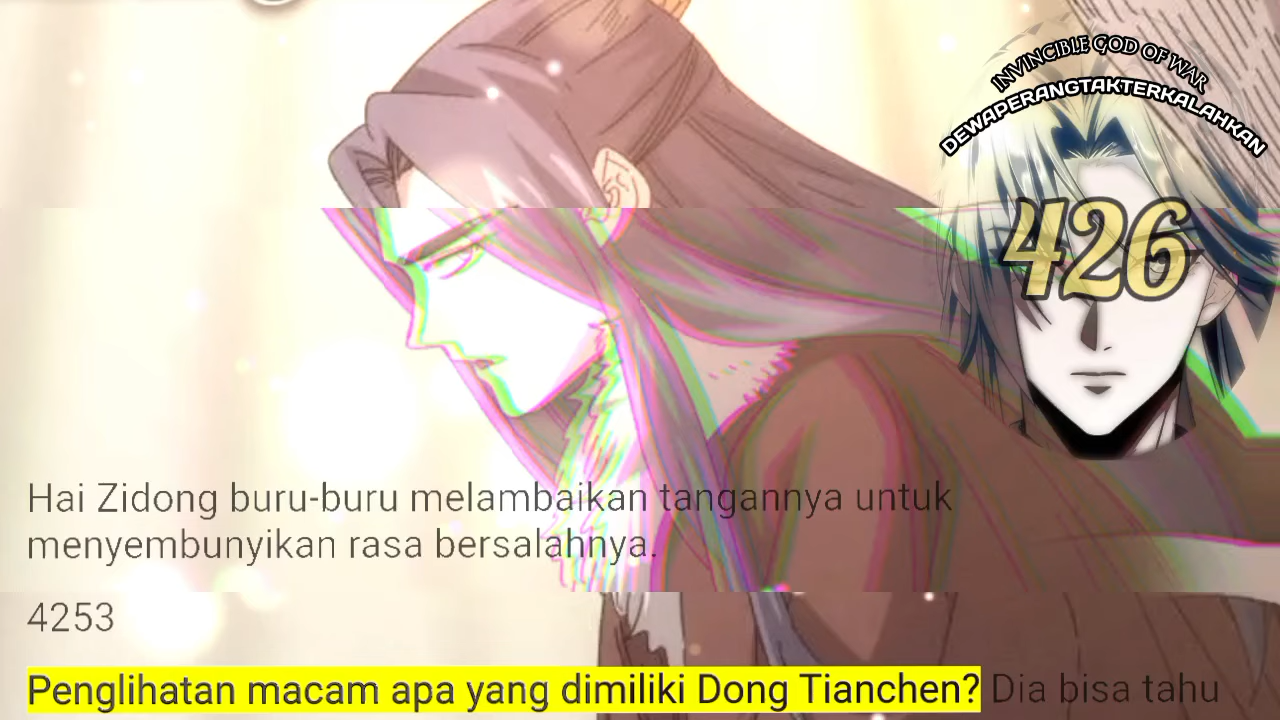 INVINCIBLE GOD OF WAR
DEWAPERANGTAKTERKALAHKAN
426
Hai Zidong buru-buru melambaikan tangannya untuk
menyembunyikan rasa bersalahnya.
4253
Penglihatan macam apa yang dimiliki Dong Tianchen? Dia bisa tahu